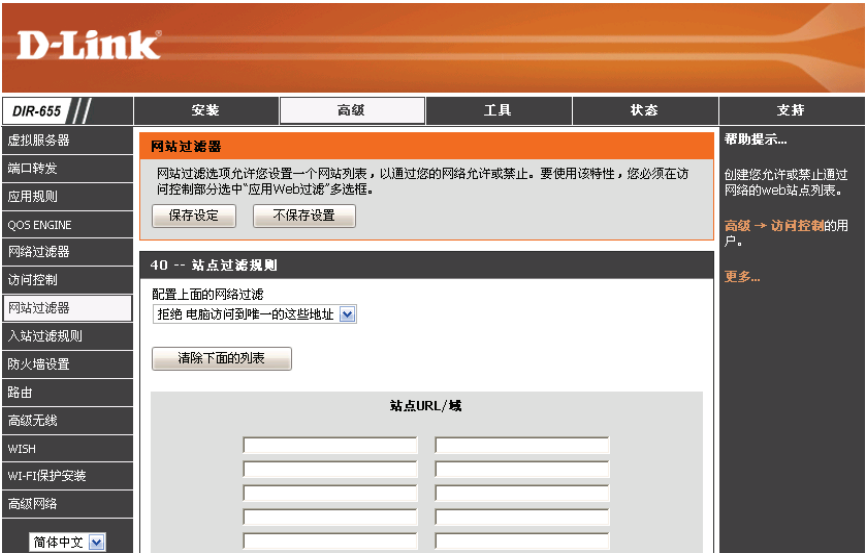 D-Link
DIR-655
安装
高级
工具
状态
支持
虚拟服务器
端口转发
应用规则
QOS ENGINE
网络过滤器
访问控制
网站过滤器
入站过滤规则
防火墙设置
路由
高级无线
WISH
WI-FI保护安装
高级网络
简体中文
网站过滤器
网站过滤选项允许您设置一个网站列表，以通过您的网络允许或禁止。要使用该特性，您必须在访
问控制部分选中"应用Web过滤"多选框。
保存设定
不保存设置
40 -- 站点过滤规则
配置上面的网络过滤
拒绝 电脑访问到唯一的这些地址
清除下面的列表
站点URL/域
帮助提示...
创建您允许或禁止通过
网络的web站点列表。
高级 → 访问控制的用
户。
更多...